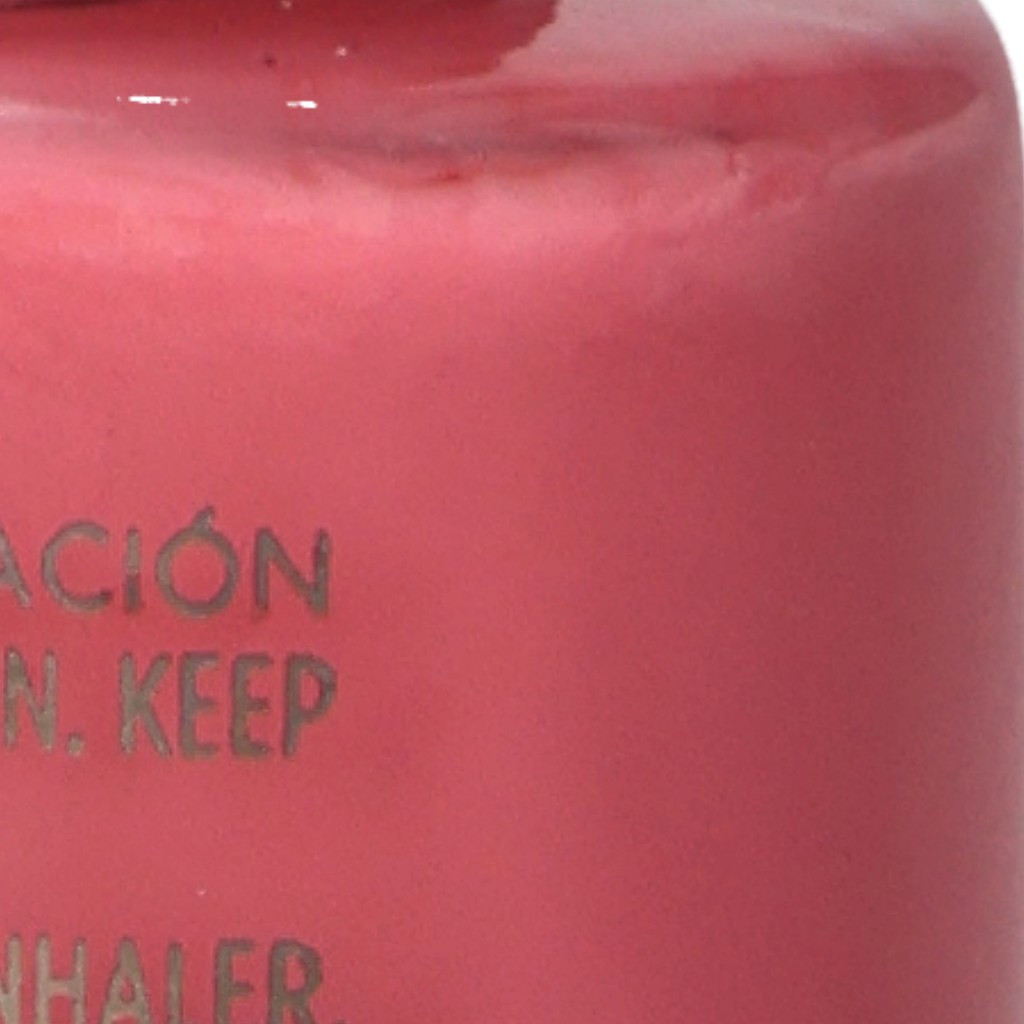 ACIÓN
N. KEEP
NHALER.